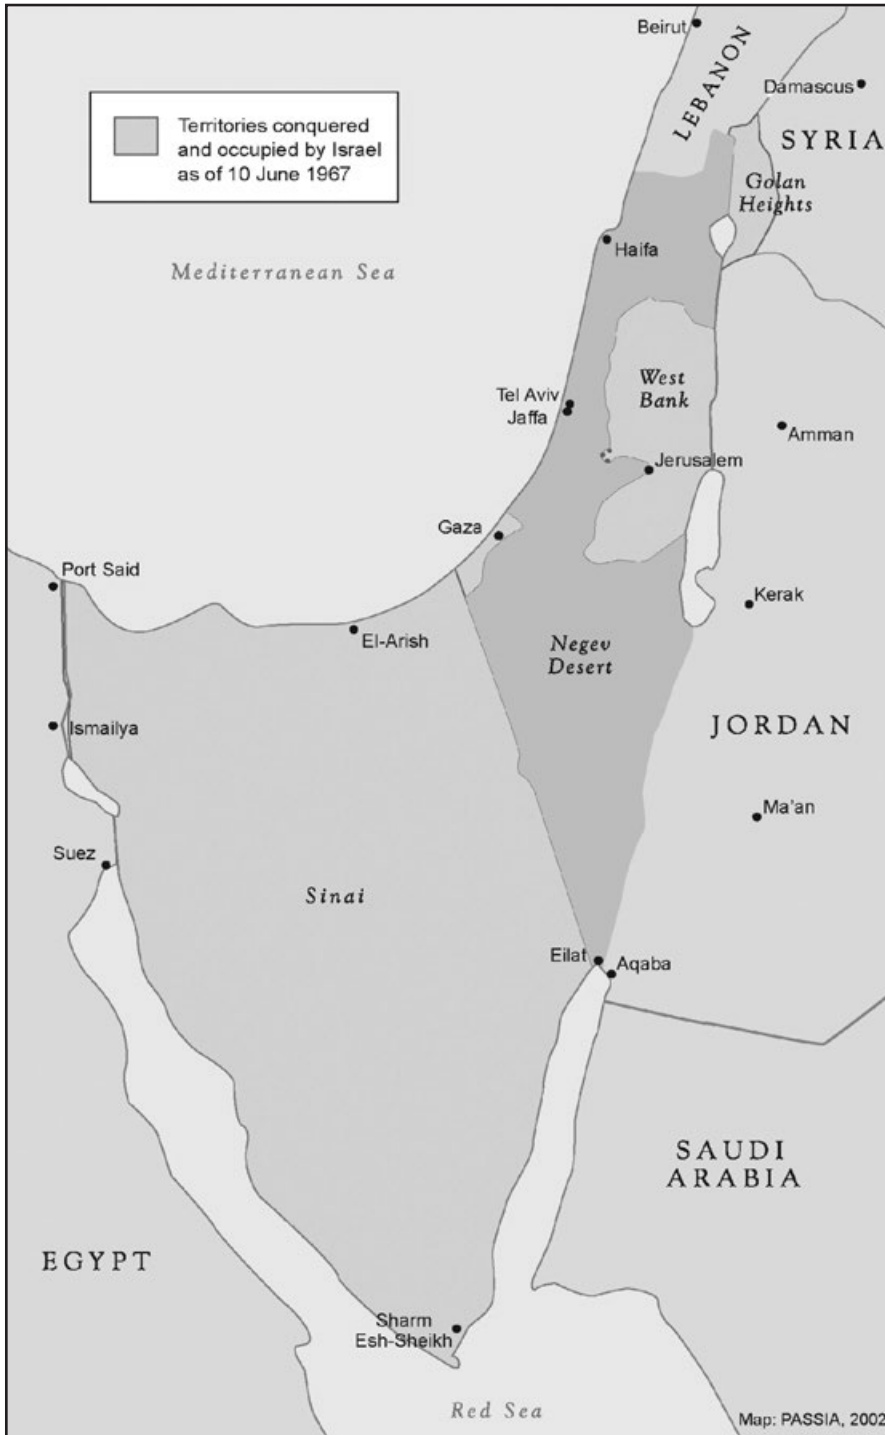 Beirut
LEBANON
Damascus
Territories conquered
and occupied by Israel
as of 10 June 1967
SYRIA
Golan
Heights
Haifa
Mediterranean Sea
West
Bank
Tel Aviv
Jaffa
Amman
Jerusalem
Gaza
Port Said
Kerak
El-Arish
Negev
Desert
Ismailya
JORDAN
Ma'an
Suez
Sinai
Eilat
Aqaba
SAUDI
ARABIA
EGYPT
Sharm
Esh-Sheikh
Red Sea
Map: PASSIA, 2002